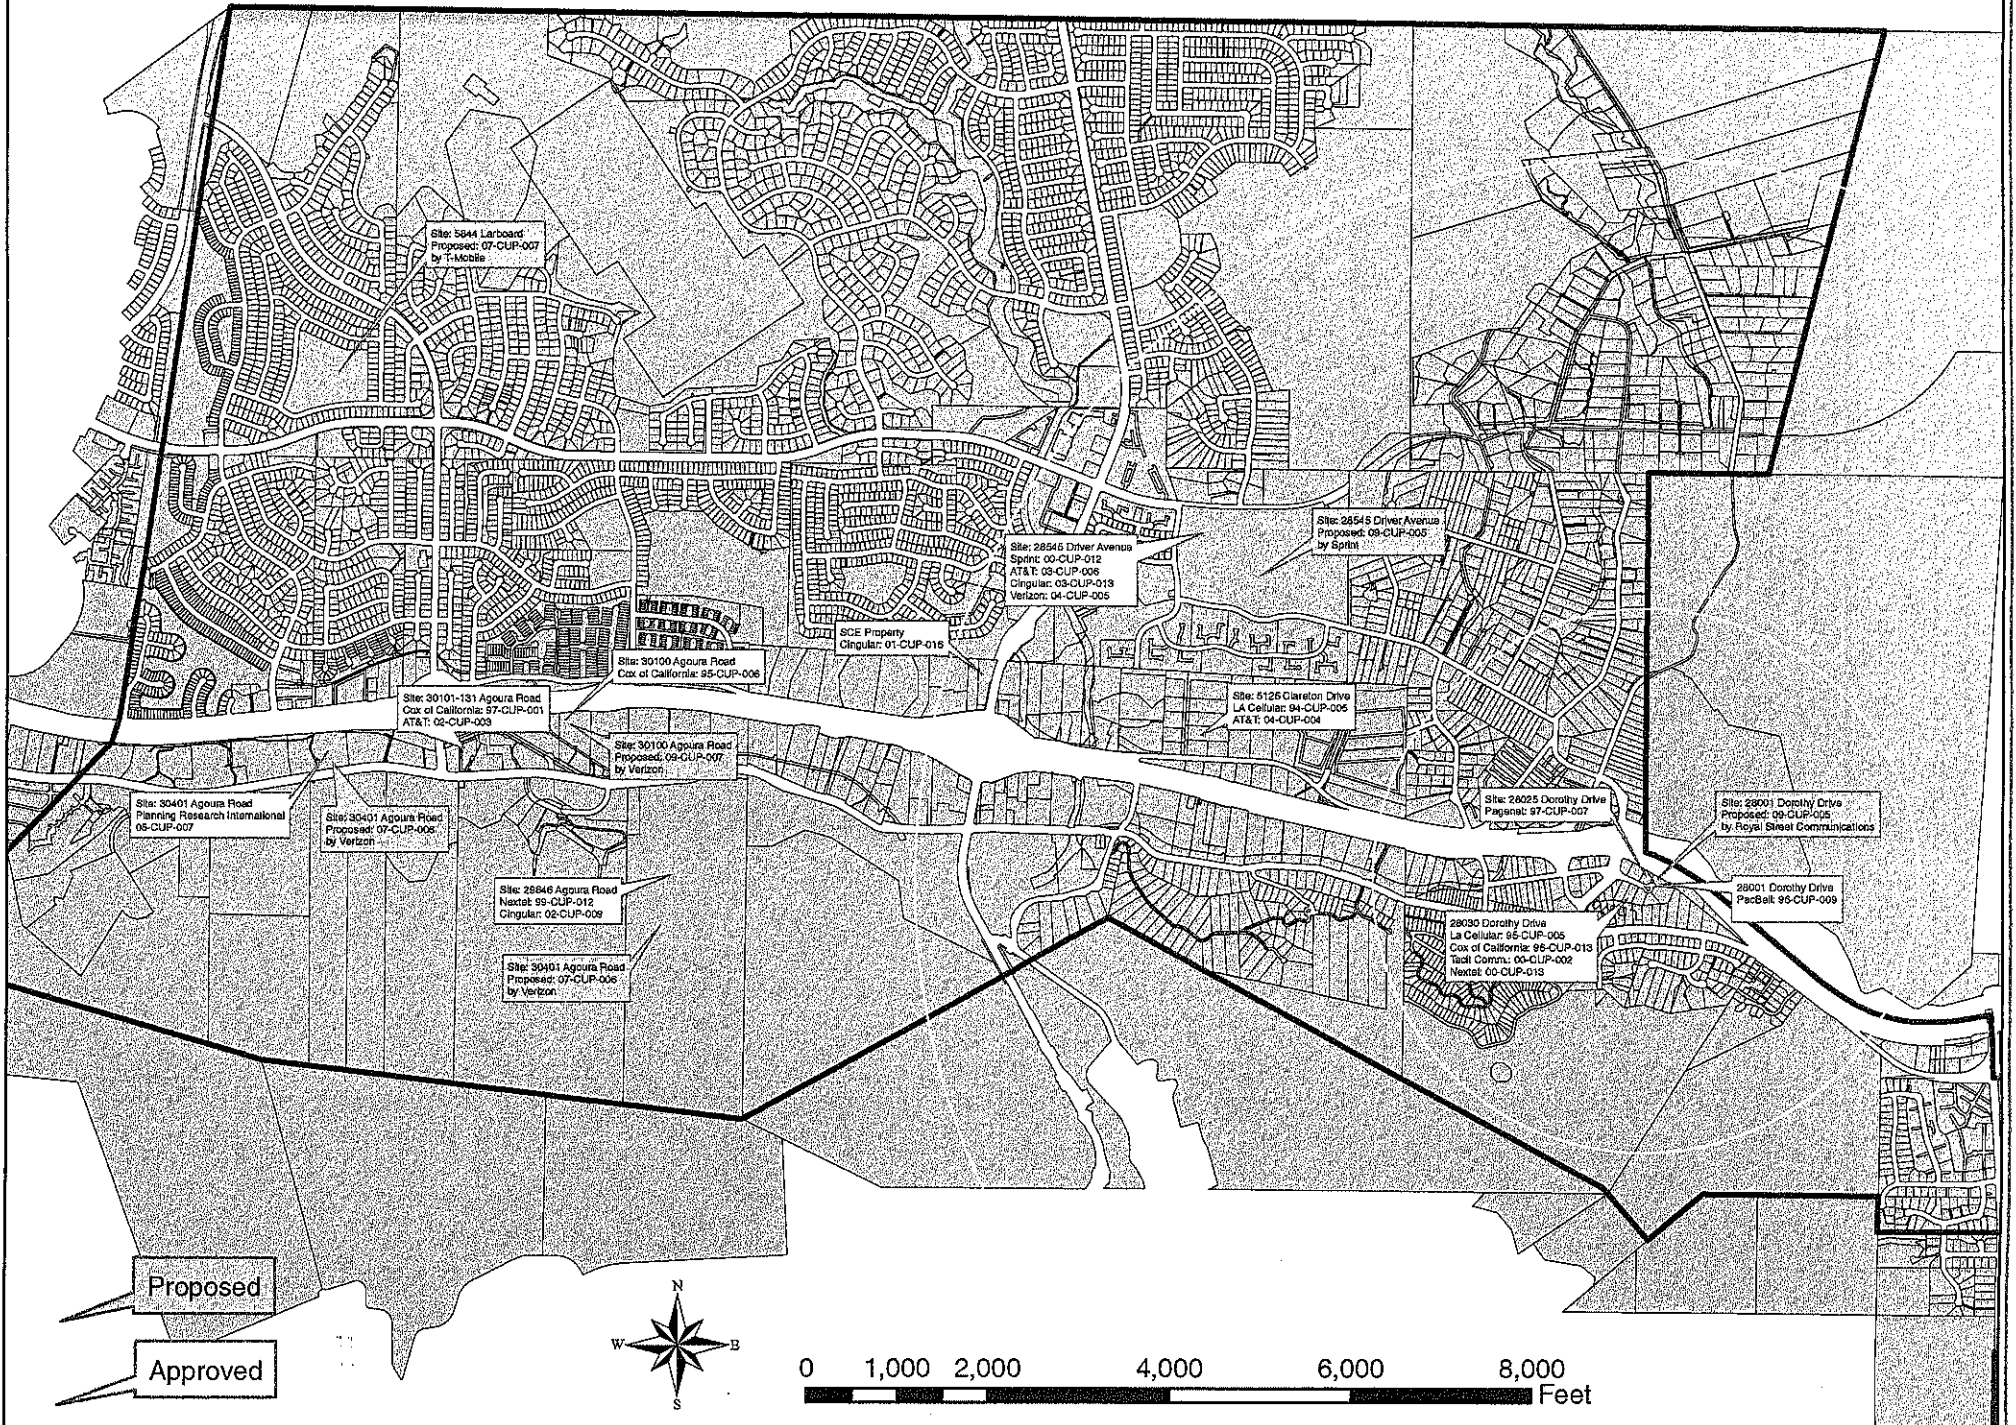 Site: 5844 Larboard
Proposed: 07-CUP-007
by T-Mobile
Site: 28545 Driver Avenue
Proposed: 09-CUP-005
by Sprint
Site: 28545 Driver Avenue
Sprint: 00-CUP-012
AT&T: 03-CUP-006
Cingular: 03-CUP-013
Verizon: 04-CUP-005
SCE Property
Cingular: 01-CUP-015
Site: 30100 Agoura Road
Cox of California: 95-CUP-006
Site: 30101-131 Agoura Road
Cox of California: 97-CUP-001
AT&T: 02-CUP-003
Site: 5126 Clareton Drive
LA Cellular: 94-CUP-005
AT&T: 04-CUP-004
Site: 30100 Agoura Road
Proposed: 09-CUP-007
by Verizon
Site: 30401 Agoura Road
Planning Research International
05-CUP-007
Site: 30401 Agoura Road
Proposed: 07-CUP-006
by Verizon
Site: 28025 Dorothy Drive
Pagenet: 97-CUP-007
Site: 28001 Dorothy Drive
Proposed: 09-CUP-005
by Royal Street Communications
Site: 29846 Agoura Road
Nextel: 99-CUP-012
Cingular: 02-CUP-009
28001 Dorothy Drive
PacBell: 96-CUP-009
28030 Dorothy Drive
La Cellular: 95-CUP-005
Cox of California: 96-CUP-013
Tacit Comm.: 00-CUP-002
Nextel: 00-CUP-013
Site: 30401 Agoura Road
Proposed: 07-CUP-006
by Verizon
Proposed
Approved
N
W
E
S
0 1,000 2,000 4,000 6,000 8,000
Feet